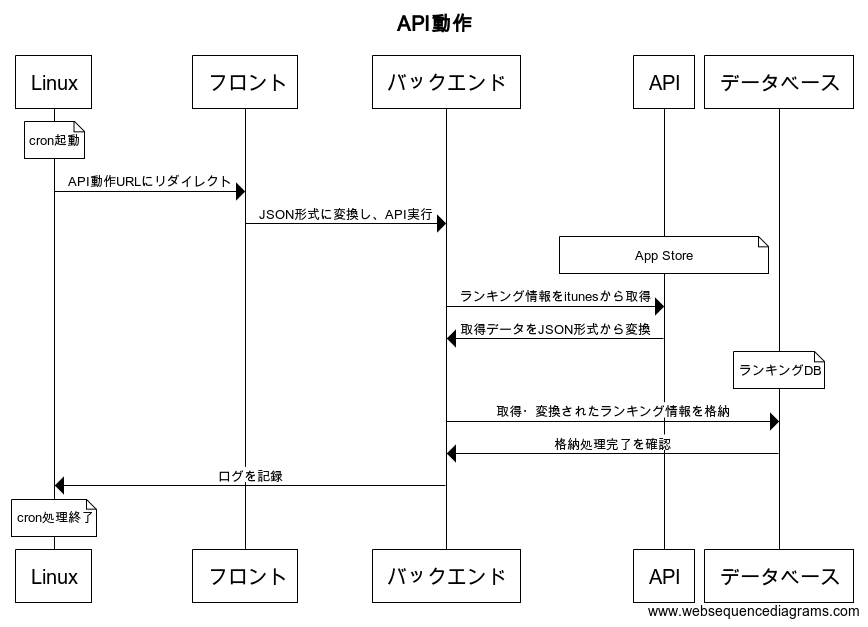 API動作
Linux
フロント
バックエンド
API
データベース
cron起動
API動作URLにリダイレクト
JSON形式に変換し、API実行
App Store
ランキング情報をitunesから取得
取得データをJSON形式から変換
ランキングDB
取得・変換されたランキング情報を格納
格納処理完了を確認
ログを記録
cron処理終了
Linux
フロント
バックエンド
API
データベース
www.websequencediagrams.com